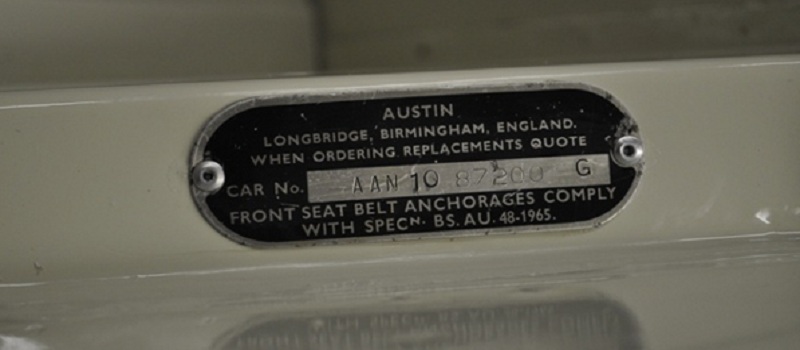 AUSTIN
LONGBRIDGE, BIRMINGHAM, ENGLAND.
WHEN ORDERING REPLACEMENTS QUOTE
CAR No. AAN 10 87200 G
FRONT SEAT BELT ANCHORAGES COMPLY
WITH SPECN. BS. AU. 48-1965.